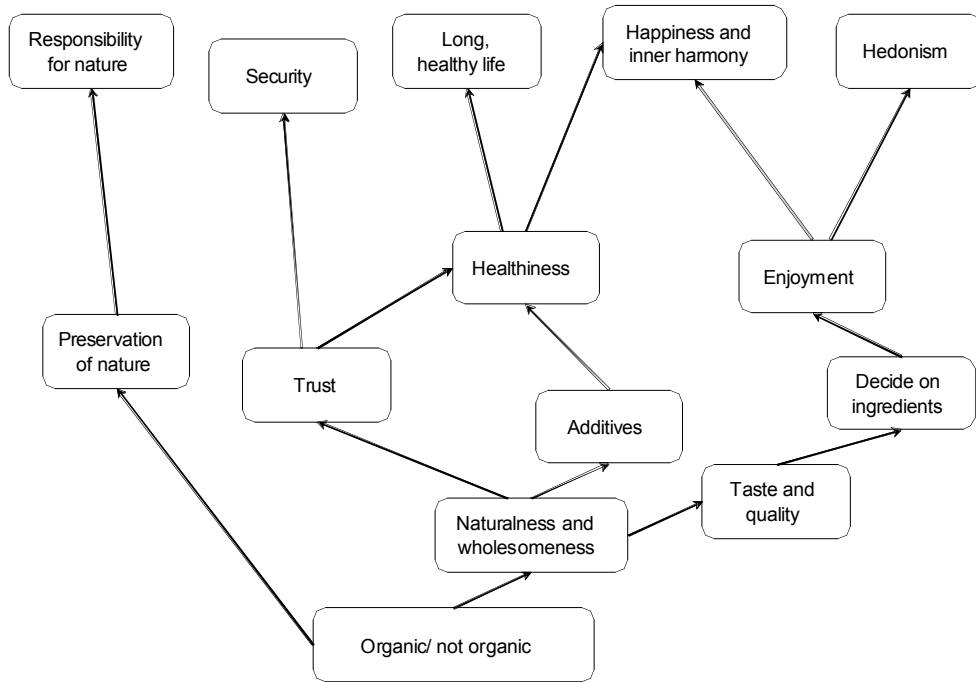 Responsibility
for nature
Security
Long,
healthy life
Happiness and
inner harmony
Hedonism
Healthiness
Enjoyment
Preservation
of nature
Trust
Decide on
ingredients
Additives
Taste and
quality
Naturalness and
wholesomeness
Organic/ not organic